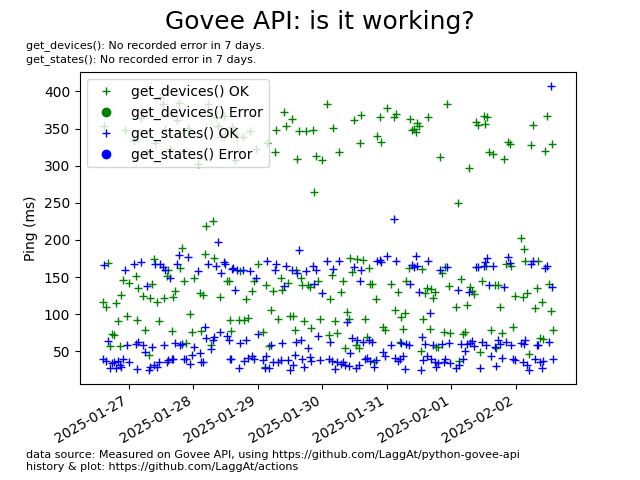 Govee API: is it working?
get_devices(): No recorded error in 7 days.
get_states(): No recorded error in 7 days.
get_devices() OK
get_devices() Error
get_states() OK
get_states() Error
Ping (ms)
400
350
300
250
200
150
100
50
2025-01-27
2025-01-28
2025-01-29
2025-01-30
2025-01-31
2025-02-01
2025-02-02
data source: Measured on Govee API, using https://github.com/LaggAt/python-govee-api
history & plot: https://github.com/LaggAt/actions